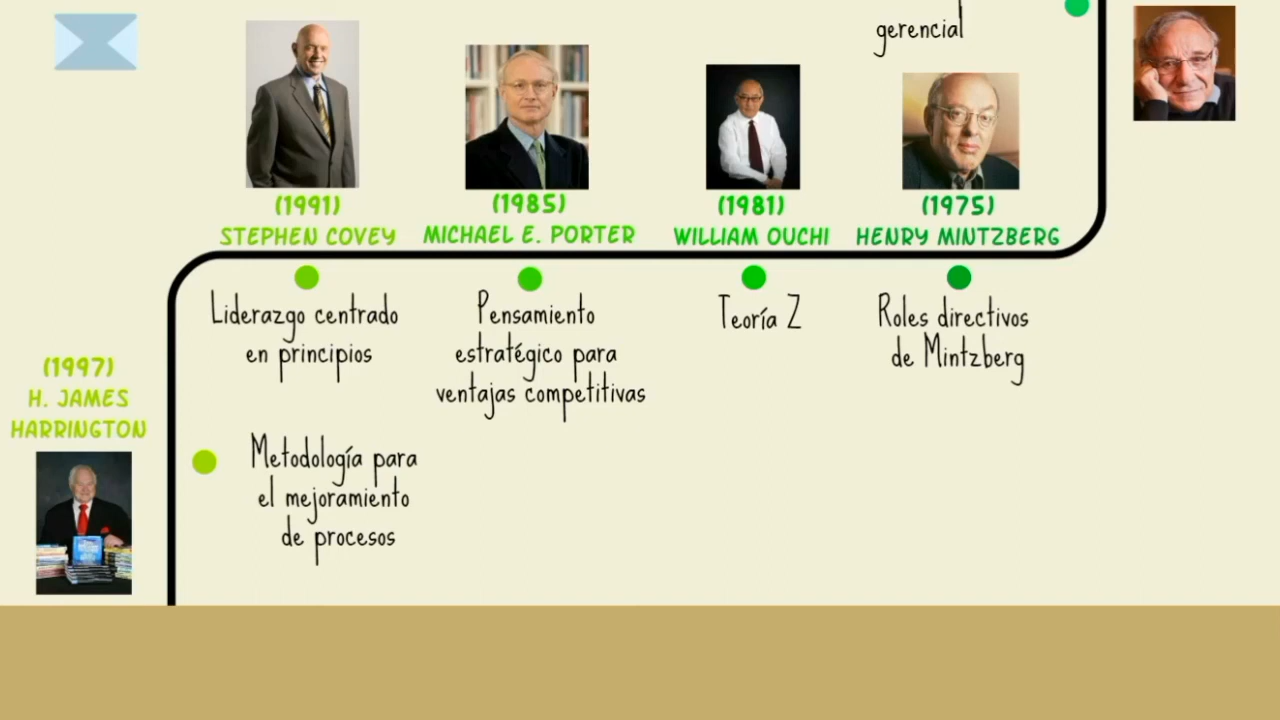 gerencial
(1991)
STEPHEN COVEY
Liderazgo centrado
en principios
(1985)
MICHAEL E. PORTER
Pensamiento
estratégico para
ventajas competitivas
(1981)
WILLIAM OUCHI
Teoría Z
(1975)
HENRY MINTZBERG
Roles directivos
de Mintzberg
(1997)
H. JAMES
HARRINGTON
Metodología para
el mejoramiento
de procesos